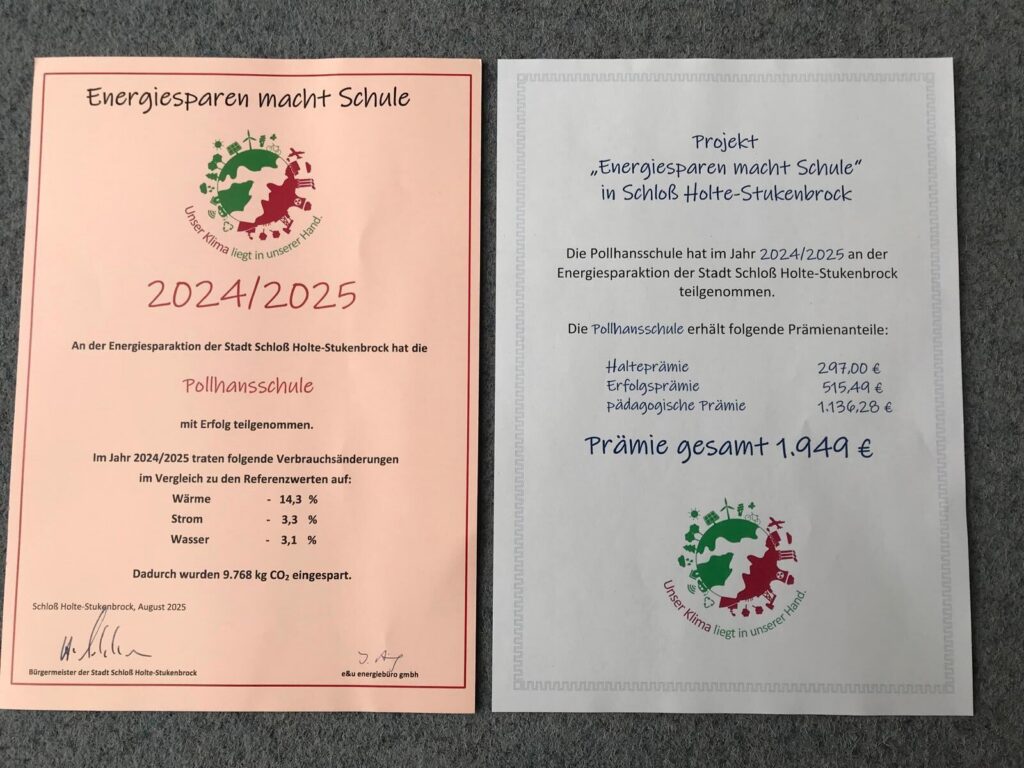 Energiesparen macht Schule
Unser Klima liegt in unserer Hand.
2024/2025
An der Energiesparaktion der Stadt Schloß Holte-Stukenbrock hat die
Pollhansschule
mit Erfolg teilgenommen.
Im Jahr 2024/2025 traten folgende Verbrauchsänderungen
im Vergleich zu den Referenzwerten auf:
Wärme - 14,3 %
Strom - 3,3 %
Wasser - 3,1 %
Dadurch wurden 9.768 kg CO₂ eingespart.
Schloß Holte-Stukenbrock, August 2025
Bürgermeister der Stadt Schloß Holte-Stukenbrock
e&u energiebüro gmbh
Projekt
„Energiesparen macht Schule“
in Schloß Holte-Stukenbrock
Die Pollhansschule hat im Jahr 2024/2025 an der
Energiesparaktion der Stadt Schloß Holte-Stukenbrock
teilgenommen.
Die Pollhansschule erhält folgende Prämienanteile:
Halteprämie 297,00 €
Erfolgsprämie 515,49 €
pädagogische Prämie 1.136,28 €
Prämie gesamt 1.949 €
Unser Klima liegt in unserer Hand.